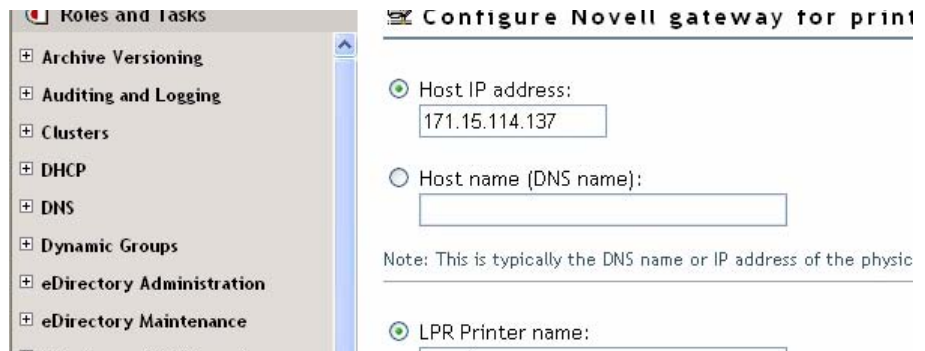 Roles and Tasks
Archive Versioning
Auditing and Logging
Clusters
DHCP
DNS
Dynamic Groups
eDirectory Administration
eDirectory Maintenance
Configure Novell gateway for print
Host IP address:
171.15.114.137
Host name (DNS name):
Note: This is typically the DNS name or IP address of the physic
LPR Printer name: